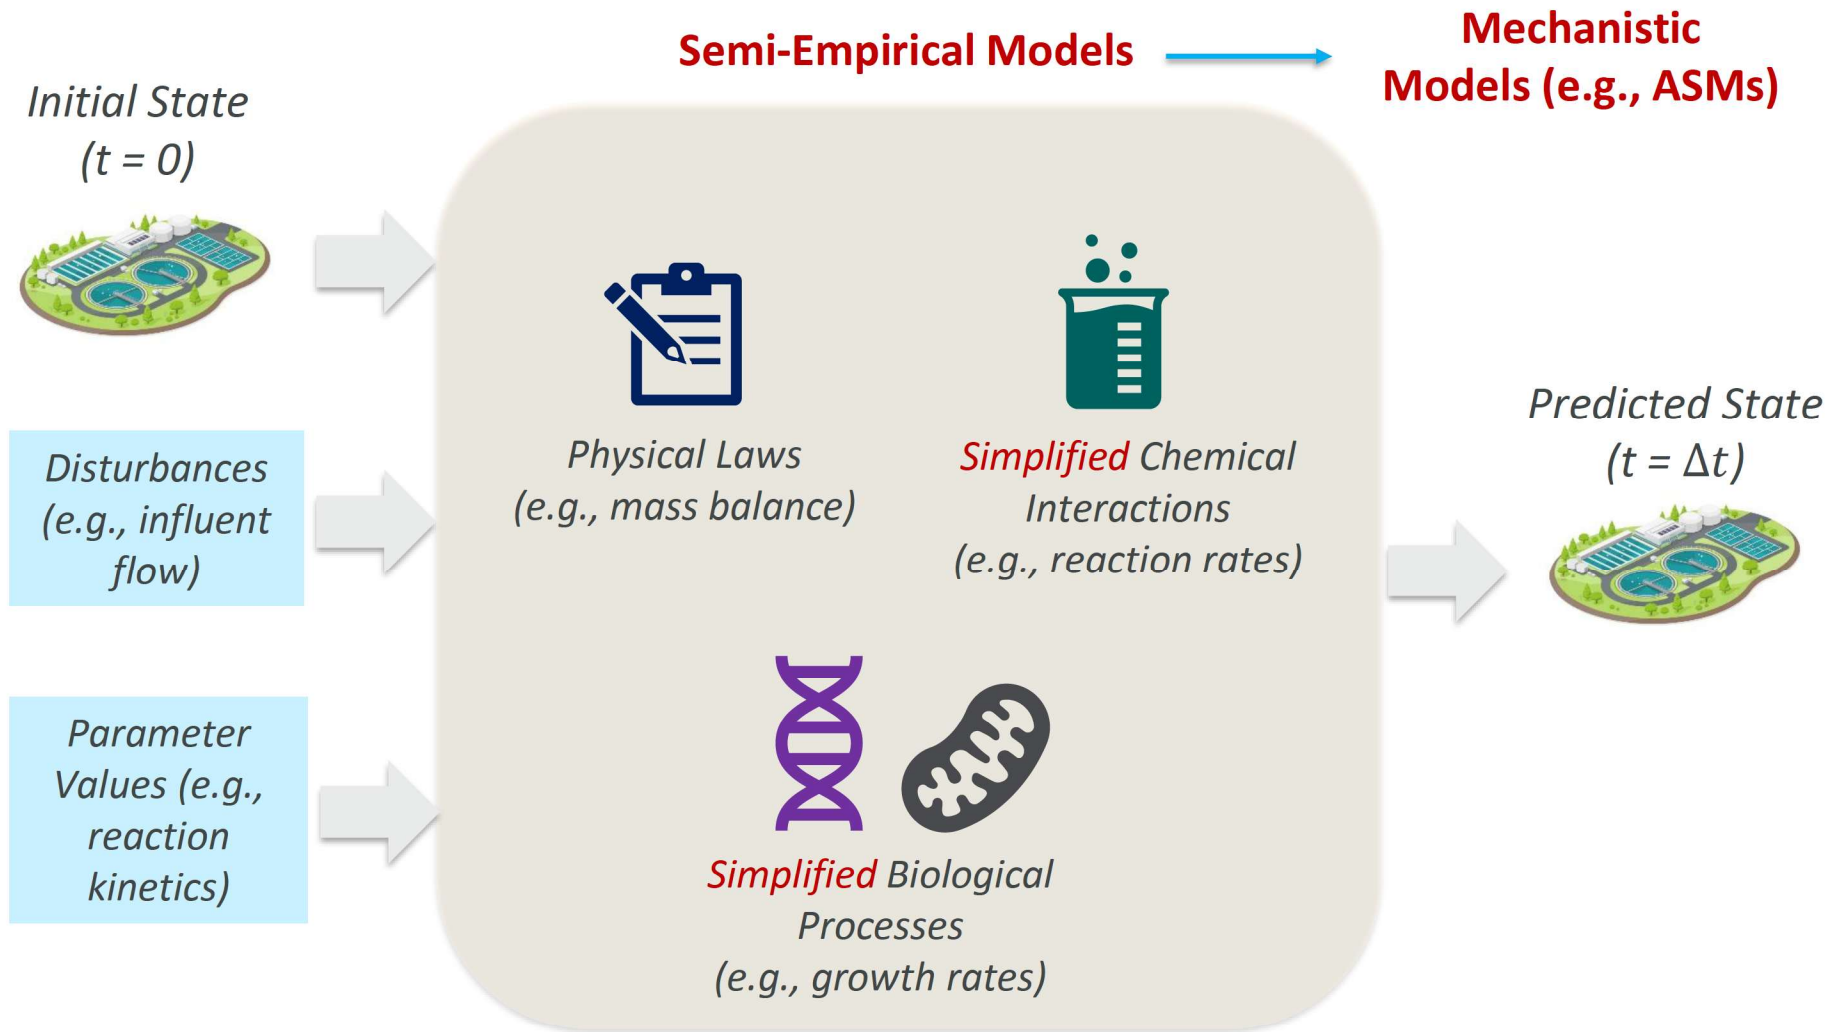 Semi-Empirical Models
Mechanistic
Models (e.g., ASMs)
Initial State
(t = 0)
Disturbances
(e.g., influent
flow)
Parameter
Values (e.g.,
reaction
kinetics)
Physical Laws
(e.g., mass balance)
Simplified Chemical
Interactions
(e.g., reaction rates)
Simplified Biological
Processes
(e.g., growth rates)
Predicted State
(t = Δt)